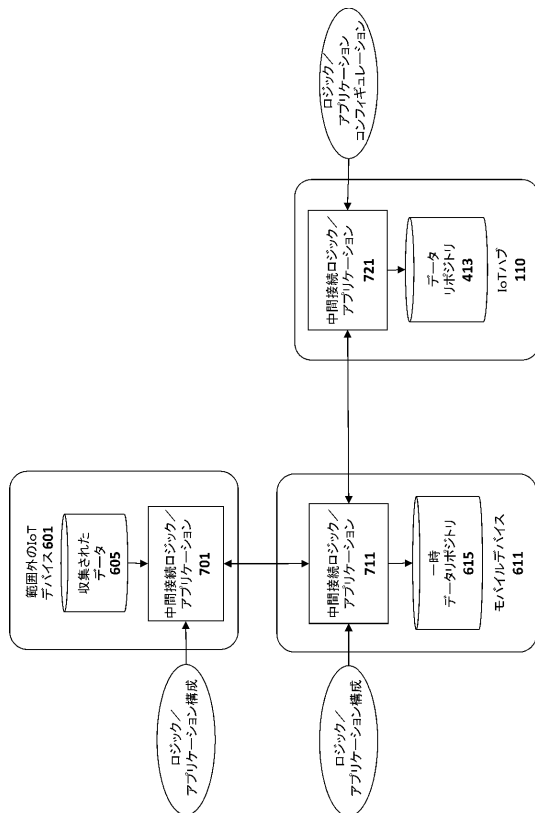 範囲外のIoT
デバイス601
収集された
データ
605
中間接続ロジック／
アプリケーション
701
ロジック／
アプリケーション構成
中間接続ロジック／
アプリケーション
711
一時
データリポジトリ
615
モバイルデバイス
611
ロジック／
アプリケーション構成
中間接続ロジック／
アプリケーション
721
データ
リポジトリ
413
IoTハブ
110
ロジック／
アプリケーション
コンフィギュレーション